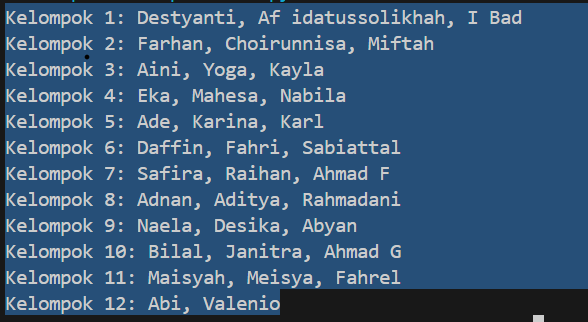 Kelompok 1: Destyanti, Af idatussolikhah, I Bad
Kelompok 2: Farhan, Choirunnisa, Miftah
Kelompok 3: Aini, Yoga, Kayla
Kelompok 4: Eka, Mahesa, Nabila
Kelompok 5: Ade, Karina, Karl
Kelompok 6: Daffin, Fahri, Sabiattal
Kelompok 7: Safira, Raihan, Ahmad F
Kelompok 8: Adnan, Aditya, Rahmadani
Kelompok 9: Naela, Desika, Abyan
Kelompok 10: Bilal, Janitra, Ahmad G
Kelompok 11: Maisyah, Meisya, Fahrel
Kelompok 12: Abi, Valenio